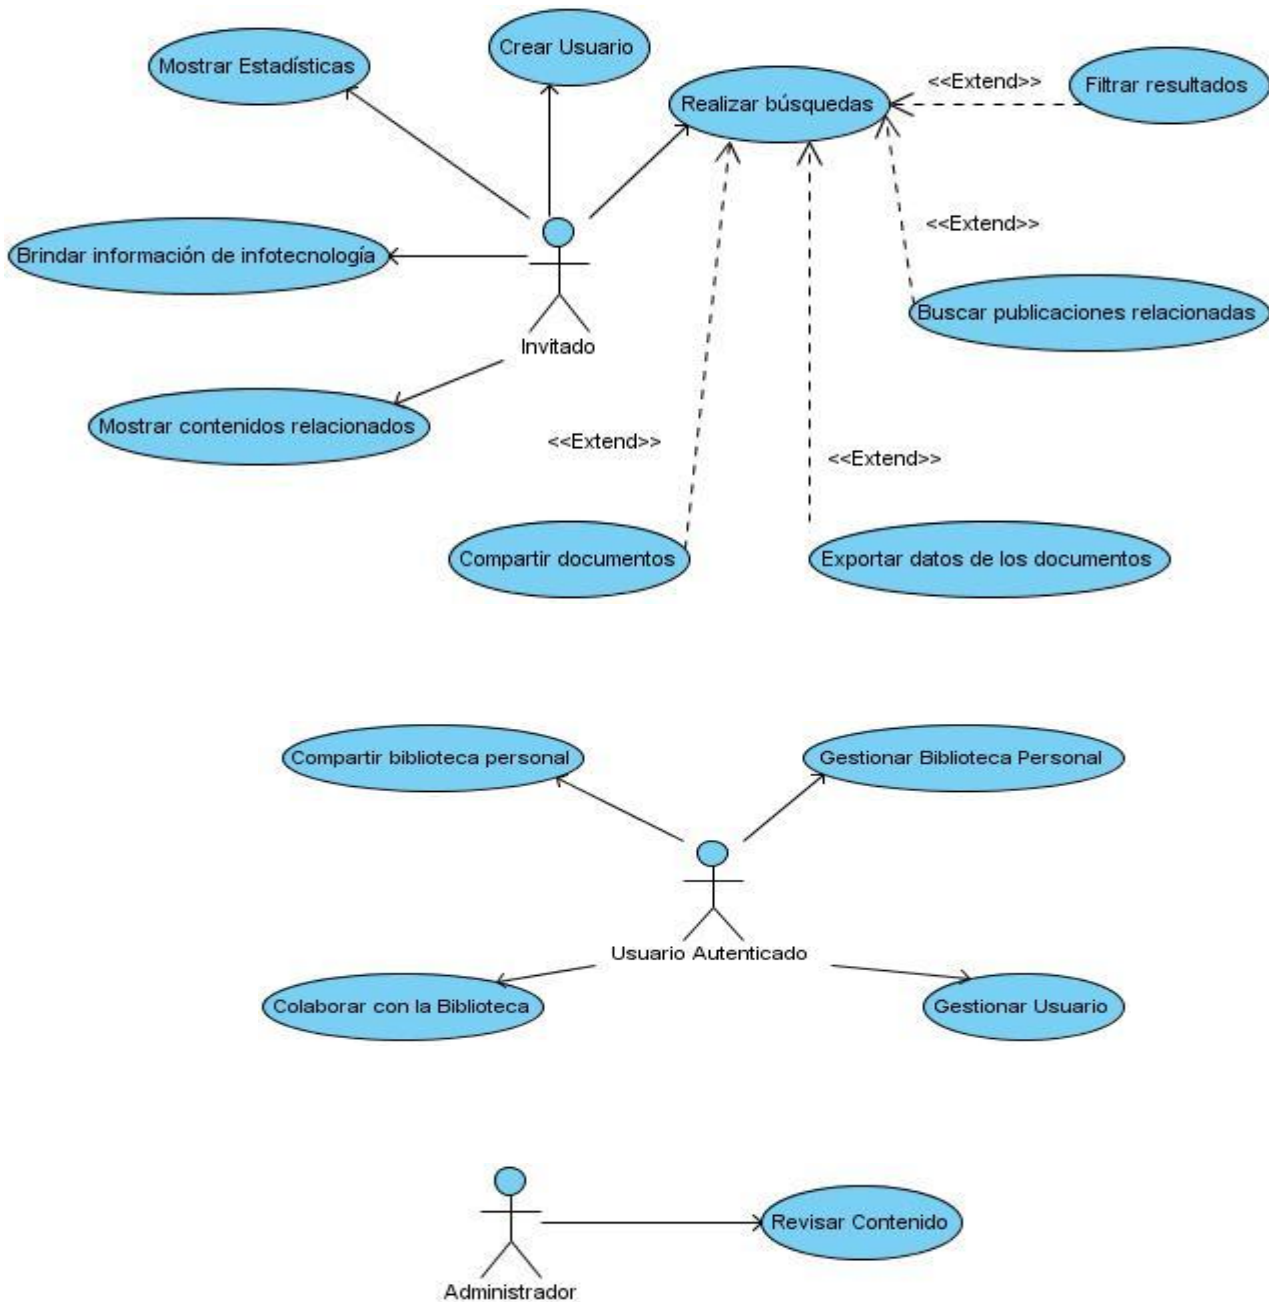 Crear Usuario
Mostrar Estadísticas
Realizar búsquedas
<<Extend>>
Filtrar resultados
<<Extend>>
Brindar información de infotecnología
Buscar publicaciones relacionadas
Invitado
Mostrar contenidos relacionados
<<Extend>>
<<Extend>>
Compartir documentos
Exportar datos de los documentos
Compartir biblioteca personal
Gestionar Biblioteca Personal
Usuario Autenticado
Colaborar con la Biblioteca
Gestionar Usuario
Revisar Contenido
Administrador